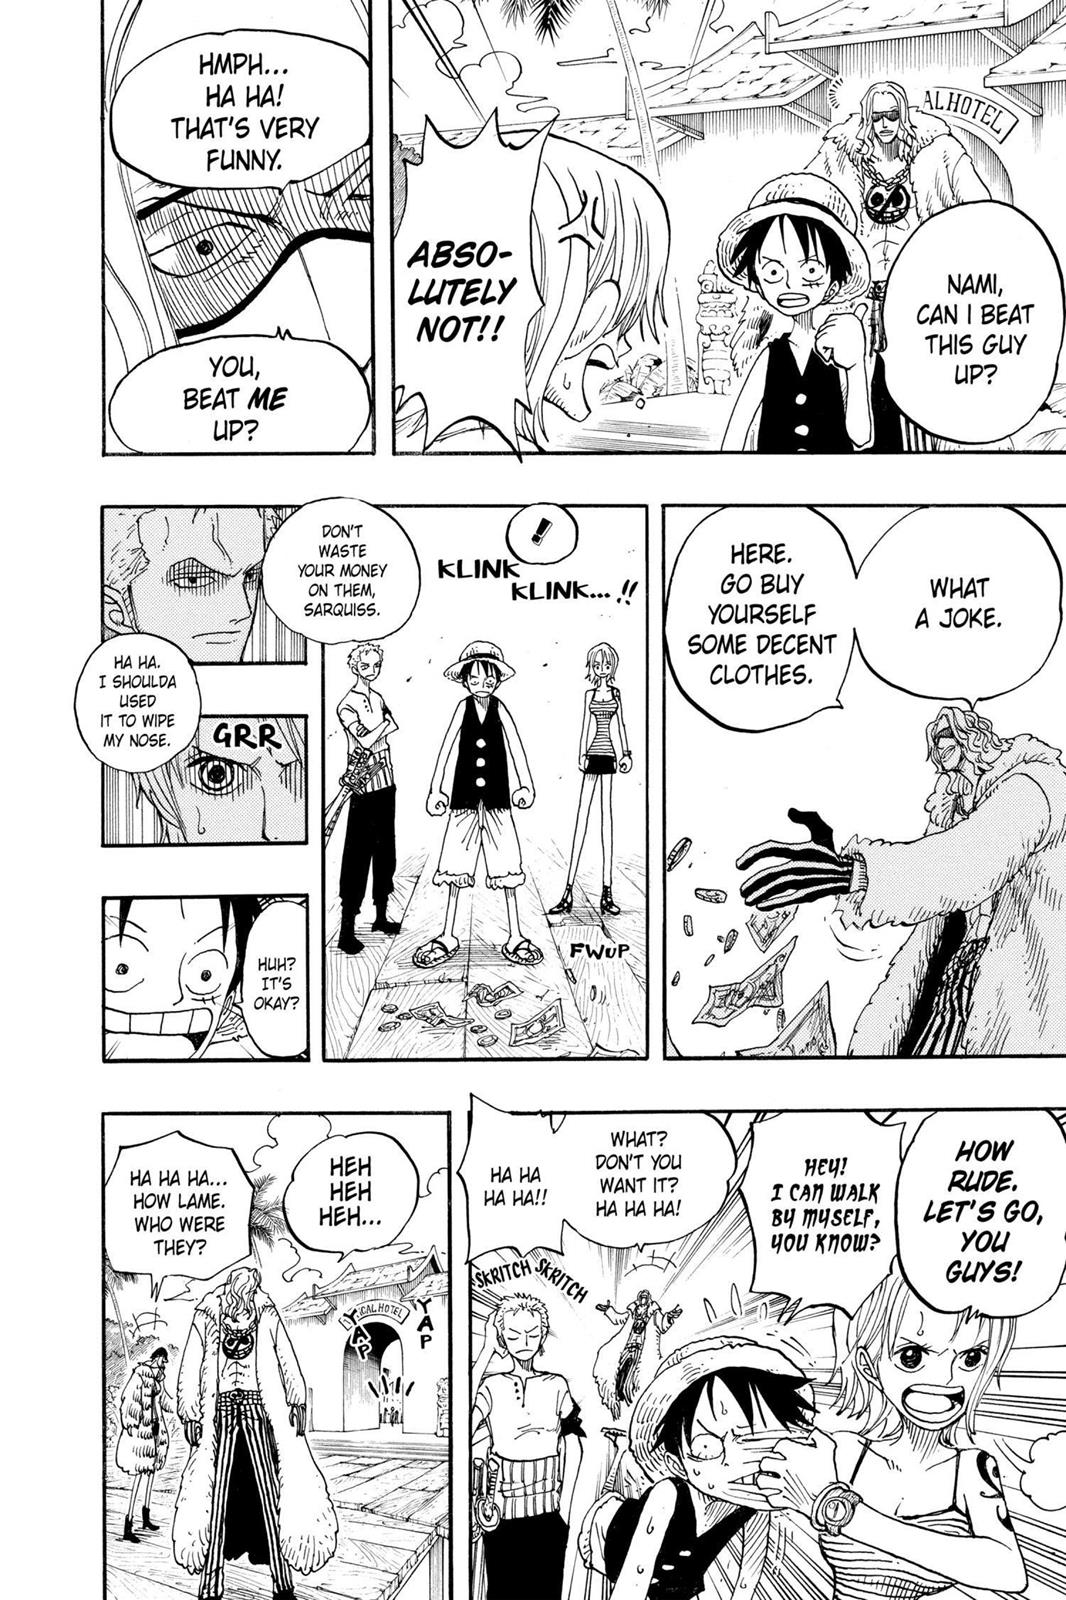 AL HOTEL
NAMI,
CAN I BEAT
THIS GUY
UP?
ABSO-
LUTELY
NOT!!
HMPH...
HA HA!
THAT'S VERY
FUNNY.
YOU,
BEAT ME
UP?
WHAT
A JOKE.
HERE.
GO BUY
YOURSELF
SOME DECENT
CLOTHES.
!
KLINK
KLINK...!!
FWUP
DON'T
WASTE
YOUR MONEY
ON THEM,
SARQUISS.
HA HA.
I SHOULDA
USED
IT TO WIPE
MY NOSE.
GRR
HUH?
IT'S
OKAY?
HOW
RUDE.
LET'S GO,
YOU
GUYS!
HEY!
I CAN WALK
BY MYSELF,
YOU KNOW?
WHAT?
DON'T YOU
WANT IT?
HA HA HA!
HA HA
HA HA!!
SKRITCH SKRITCH
HEH
HEH
HEH...
HA HA HA...
HOW LAME.
WHO WERE
THEY?
ICAL HOTEL
YAP
YAP